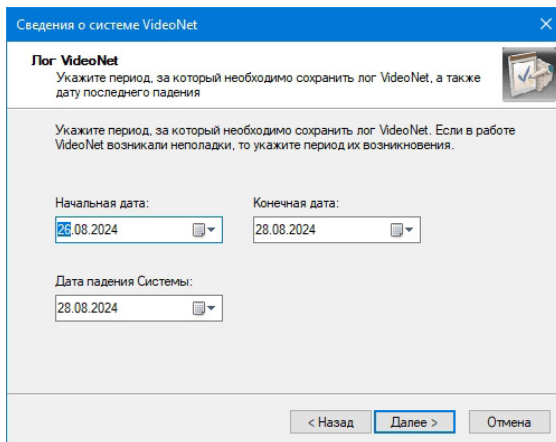 Сведения о системе VideoNet
Лог VideoNet
Укажите период, за который необходимо сохранить лог VideoNet, а также
дату последнего падения
Укажите период, за который необходимо сохранить лог VideoNet. Если в работе
VideoNet возникали неполадки, то укажите период их возникновения.
Начальная дата: Конечная дата:
26.08.2024 28.08.2024
Дата падения Системы:
28.08.2024
< Назад Далее > Отмена